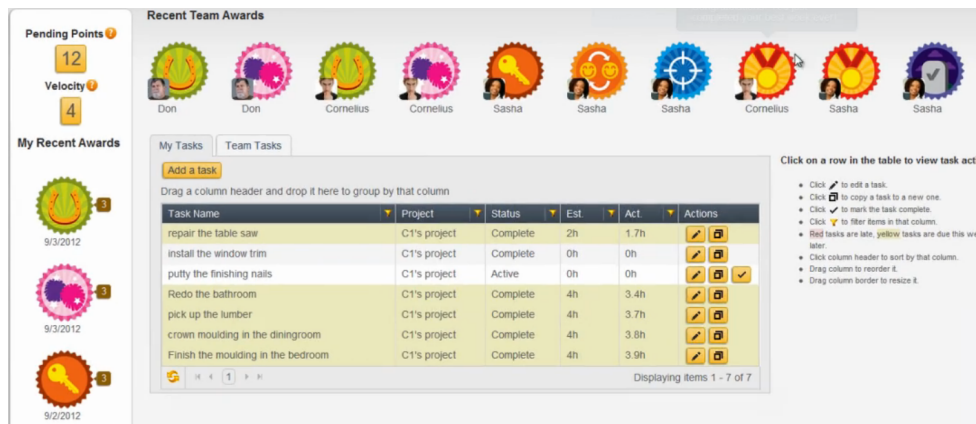 Recent Team Awards
Pending Points
12
Velocity
4
Don
Don
Cornelius
Cornelius
Sasha
Sasha
Sasha
Cornelius
Sasha
Sasha
My Recent Awards
3
9/3/2012
3
9/3/2012
3
9/2/2012
My Tasks
Team Tasks
Add a task
Drag a column header and drop it here to group by that column
Task Name Project Status Est. Act. Actions
repair the table saw C1's project Complete 2h 1.7h
install the window trim C1's project Complete 0h 0h
putty the finishing nails C1's project Active 0h 0h
Redo the bathroom C1's project Complete 4h 3.4h
pick up the lumber C1's project Complete 4h 3.7h
crown moulding in the diningroom C1's project Complete 4h 3.8h
Finish the moulding in the bedroom C1's project Complete 4h 3.9h
1
Displaying items 1 - 7 of 7
Click on a row in the table to view task acti
Click to edit a task.
Click to copy a task to a new one.
Click to mark the task complete.
Click to filter items in that column.
Red tasks are late, yellow tasks are due this we
later.
Click column header to sort by that column.
Drag column to reorder it.
Drag column border to resize it.